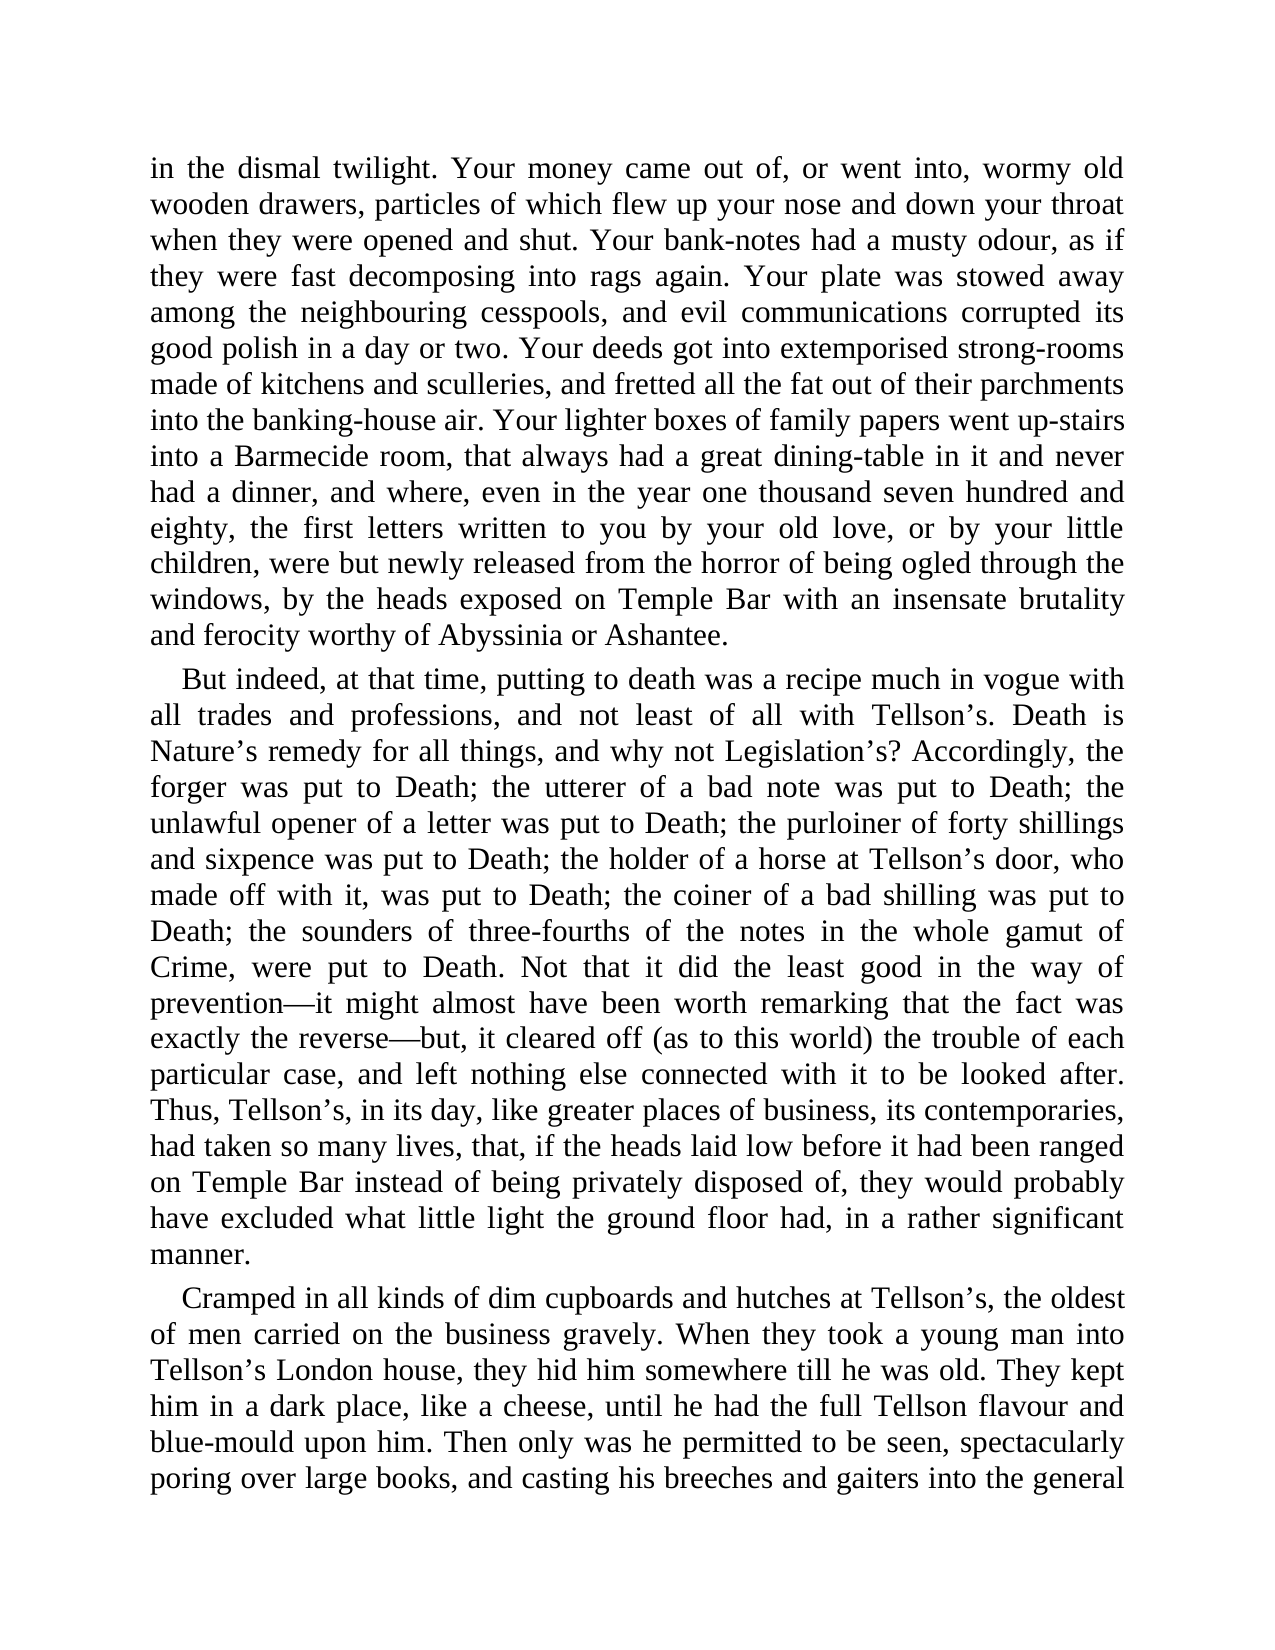 in the dismal twilight. Your money came out of, or went into, wormy old
wooden drawers, particles of which flew up your nose and down your throat
when they were opened and shut. Your bank-notes had a musty odour, as if
they were fast decomposing into rags again. Your plate was stowed away
among the neighbouring cesspools, and evil communications corrupted its
good polish in a day or two. Your deeds got into extemporised strong-rooms
made of kitchens and sculleries, and fretted all the fat out of their parchments
into the banking-house air. Your lighter boxes of family papers went up-stairs
into a Barmecide room, that always had a great dining-table in it and never
had a dinner, and where, even in the year one thousand seven hundred and
eighty, the first letters written to you by your old love, or by your little
children, were but newly released from the horror of being ogled through the
windows, by the heads exposed on Temple Bar with an insensate brutality
and ferocity worthy of Abyssinia or Ashantee.
But indeed, at that time, putting to death was a recipe much in vogue with
all trades and professions, and not least of all with Tellson’s. Death is
Nature’s remedy for all things, and why not Legislation’s? Accordingly, the
forger was put to Death; the utterer of a bad note was put to Death; the
unlawful opener of a letter was put to Death; the purloiner of forty shillings
and sixpence was put to Death; the holder of a horse at Tellson’s door, who
made off with it, was put to Death; the coiner of a bad shilling was put to
Death; the sounders of three-fourths of the notes in the whole gamut of
Crime, were put to Death. Not that it did the least good in the way of
prevention—it might almost have been worth remarking that the fact was
exactly the reverse—but, it cleared off (as to this world) the trouble of each
particular case, and left nothing else connected with it to be looked after.
Thus, Tellson’s, in its day, like greater places of business, its contemporaries,
had taken so many lives, that, if the heads laid low before it had been ranged
on Temple Bar instead of being privately disposed of, they would probably
have excluded what little light the ground floor had, in a rather significant
manner.
Cramped in all kinds of dim cupboards and hutches at Tellson’s, the oldest
of men carried on the business gravely. When they took a young man into
Tellson’s London house, they hid him somewhere till he was old. They kept
him in a dark place, like a cheese, until he had the full Tellson flavour and
blue-mould upon him. Then only was he permitted to be seen, spectacularly
poring over large books, and casting his breeches and gaiters into the general